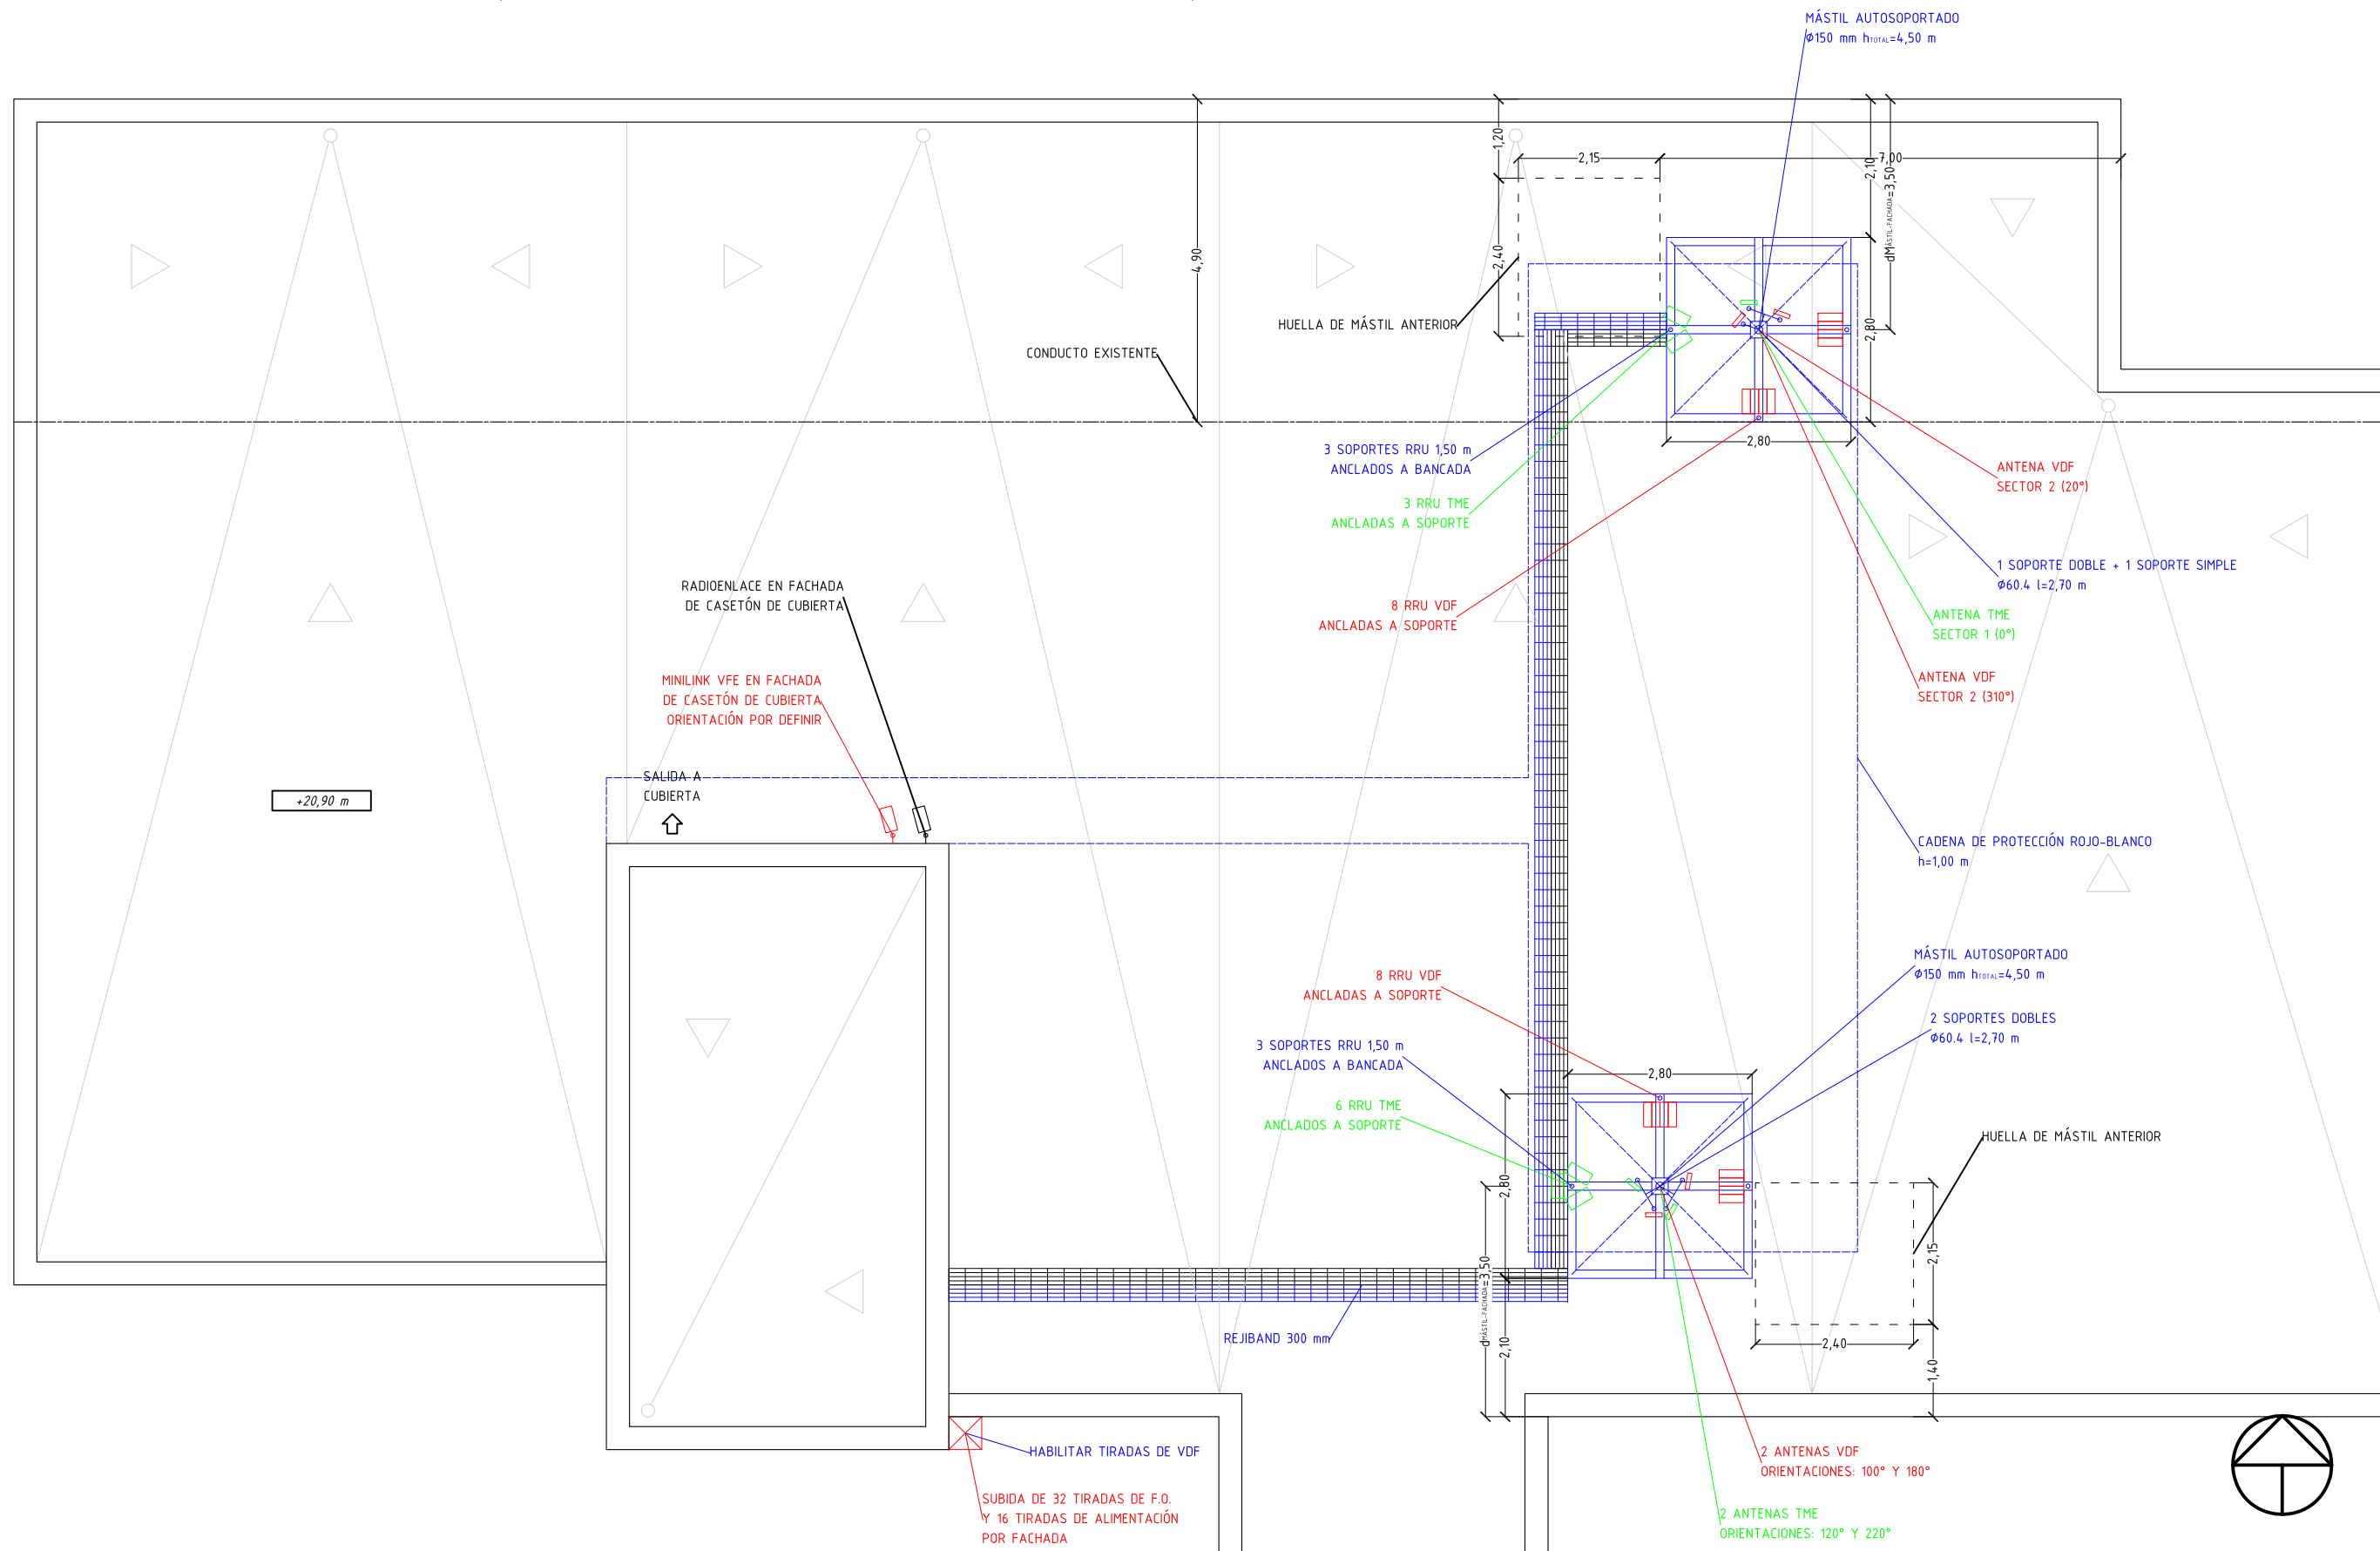 MÁSTIL AUTOSOPORTADO
Ø150 mm hTOTAL=4,50 m
1,20
2,15
7,00
2,10
dMÁSTIL-FACHADA=3,50
4,90
2,40
2,80
HUELLA DE MÁSTIL ANTERIOR
CONDUCTO EXISTENTE
2,80
3 SOPORTES RRU 1,50 m
ANCLADOS A BANCADA
3 RRU TME
ANCLADAS A SOPORTE
ANTENA VDF
SECTOR 2 (20°)
8 RRU VDF
ANCLADAS A SOPORTE
1 SOPORTE DOBLE + 1 SOPORTE SIMPLE
Ø60.4 l=2,70 m
ANTENA TME
SECTOR 1 (0°)
ANTENA VDF
SECTOR 2 (310°)
RADIOENLACE EN FACHADA
DE CASETÓN DE CUBIERTA
MINILINK VFE EN FACHADA
DE CASETÓN DE CUBIERTA
ORIENTACIÓN POR DEFINIR
SALIDA A
CUBIERTA
+20,90 m
CADENA DE PROTECCIÓN ROJO-BLANCO
h=1,00 m
8 RRU VDF
ANCLADAS A SOPORTE
MÁSTIL AUTOSOPORTADO
Ø150 mm hTOTAL=4,50 m
2 SOPORTES DOBLES
Ø60.4 l=2,70 m
3 SOPORTES RRU 1,50 m
ANCLADOS A BANCADA
2,80
6 RRU TME
ANCLADOS A SOPORTE
HUELLA DE MÁSTIL ANTERIOR
2,80
2,15
dMÁSTIL-FACHADA=3,50
2,10
2,40
1,40
REJIBAND 300 mm
HABILITAR TIRADAS DE VDF
SUBIDA DE 32 TIRADAS DE F.O.
Y 16 TIRADAS DE ALIMENTACIÓN
POR FACHADA
2 ANTENAS VDF
ORIENTACIONES: 100° Y 180°
2 ANTENAS TME
ORIENTACIONES: 120° Y 220°